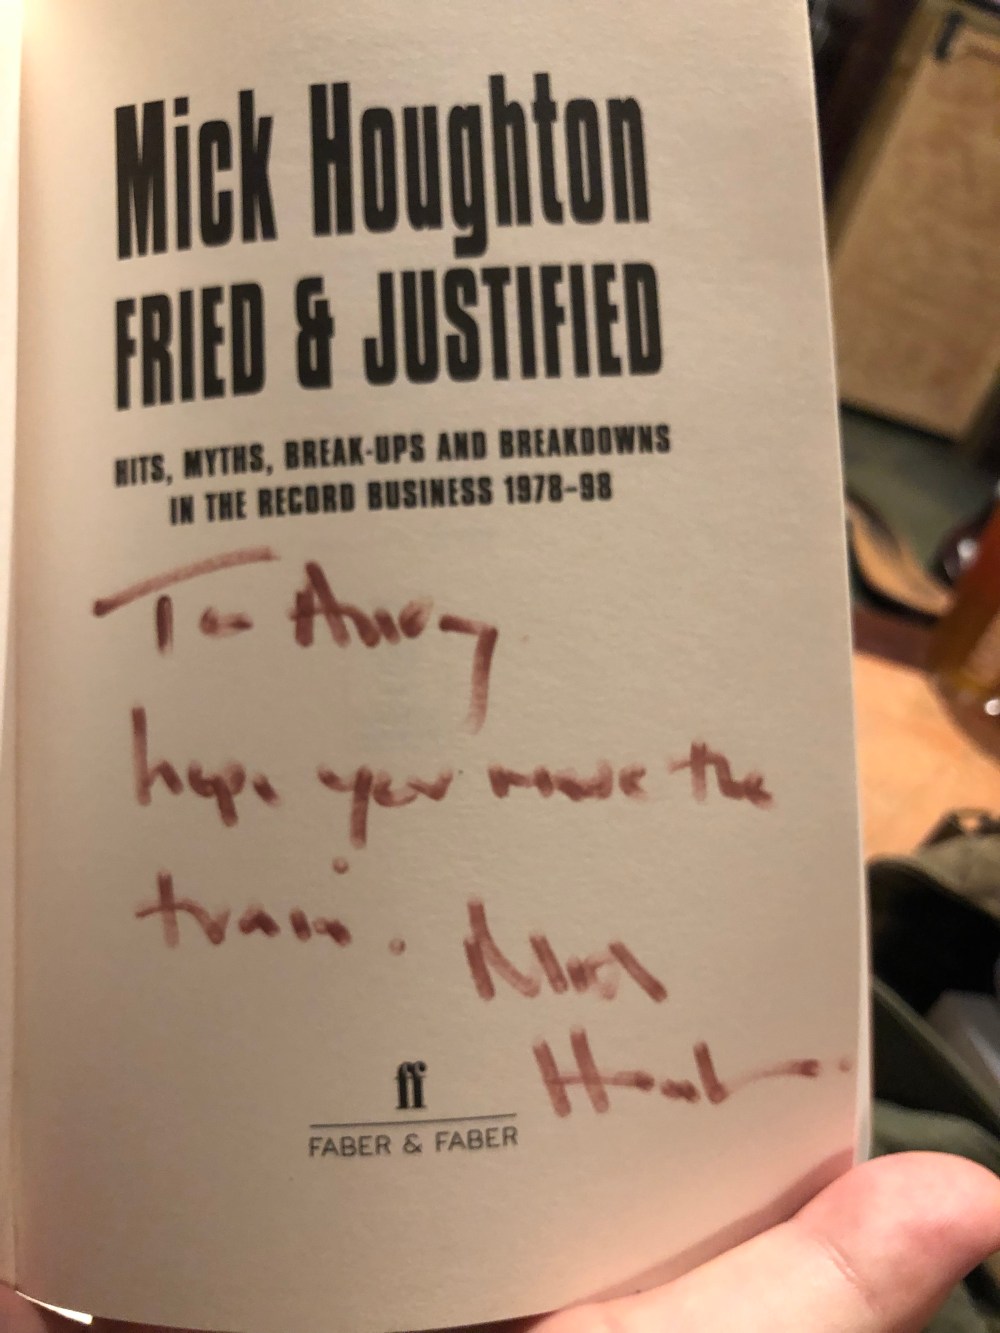 Mick Houghton
FRIED & JUSTIFIED
HITS, MYTHS, BREAK-UPS AND BREAKDOWNS
IN THE RECORD BUSINESS 1978–98
To
hope you made the
train.
Mick
ff
FABER & FABER